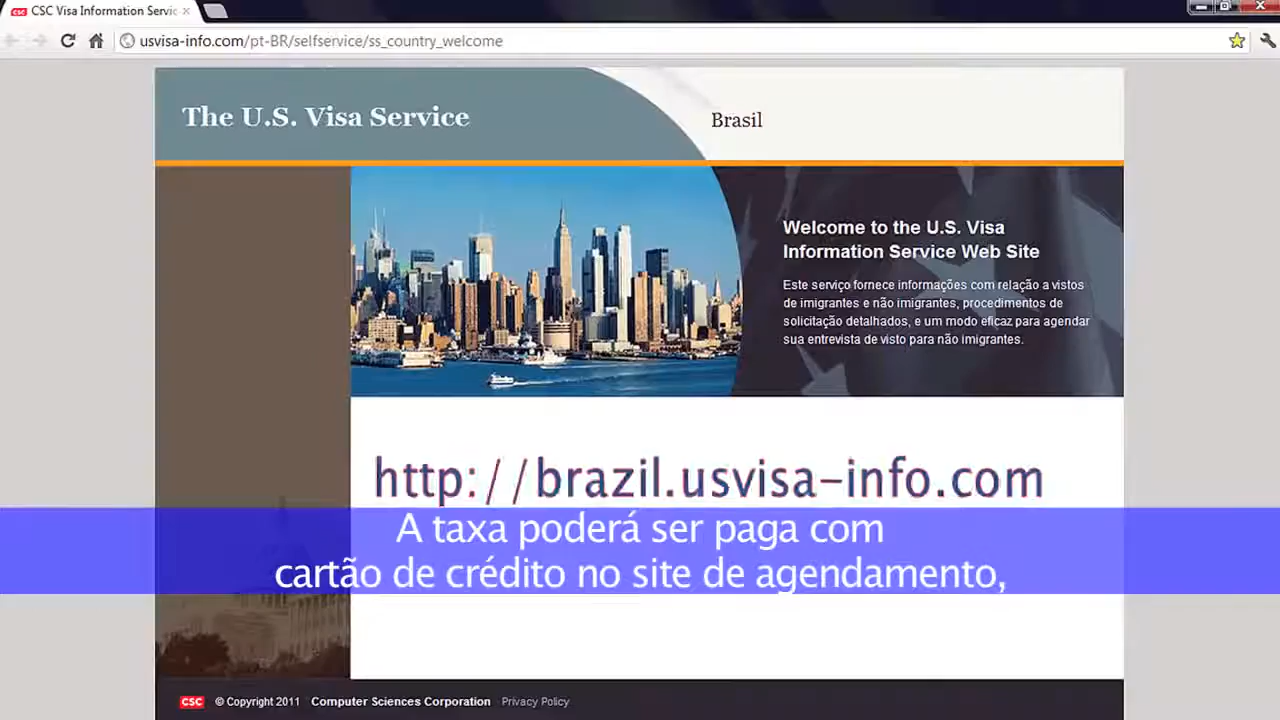 CSC CSC Visa Information Servic
usvisa-info.com/pt-BR/selfservice/ss_country_welcome
The U.S. Visa Service
Brasil
Welcome to the U.S. Visa
Information Service Web Site
Este serviço fornece informações com relação a vistos
de imigrantes e não imigrantes, procedimentos de
solicitação detalhados, e um modo eficaz para agendar
sua entrevista de visto para não imigrantes.
http://brazil.usvisa-info.com
A taxa poderá ser paga com
cartão de crédito no site de agendamento,
CSC © Copyright 2011 Computer Sciences Corporation Privacy Policy